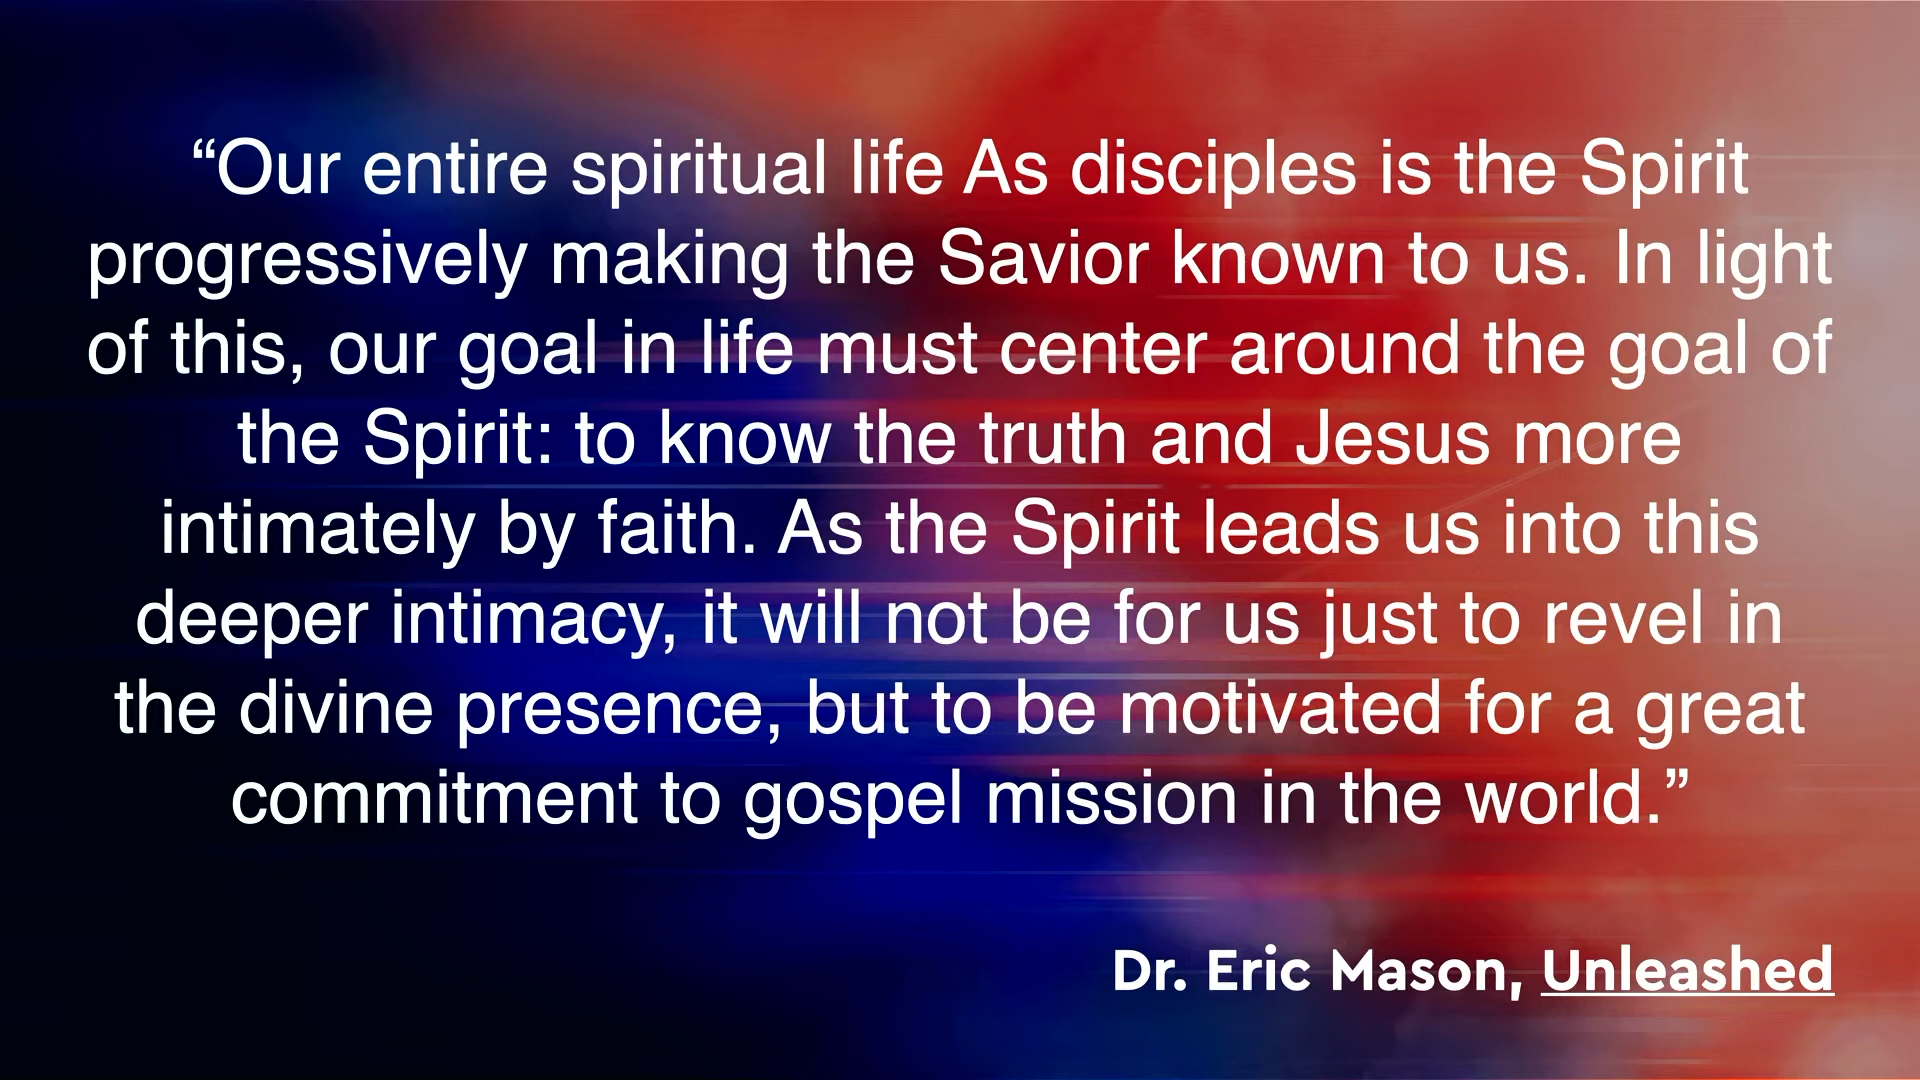 “Our entire spiritual life As disciples is the Spirit
progressively making the Savior known to us. In light
of this, our goal in life must center around the goal of
the Spirit: to know the truth and Jesus more
intimately by faith. As the Spirit leads us into this
deeper intimacy, it will not be for us just to revel in
the divine presence, but to be motivated for a great
commitment to gospel mission in the world.”
Dr. Eric Mason, Unleashed